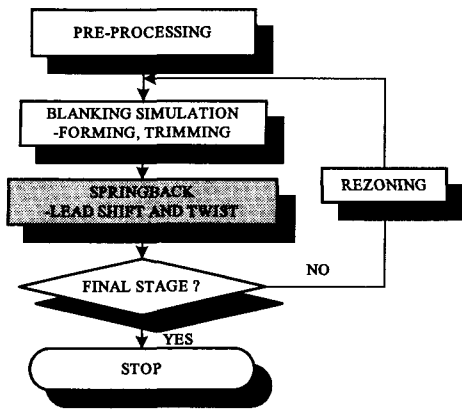 PRE-PROCESSING
BLANKING SIMULATION
-FORMING, TRIMMING
SPRINGBACK
-LEAD SHIFT AND TWIST
REZONING
FINAL STAGE ?
NO
YES
STOP